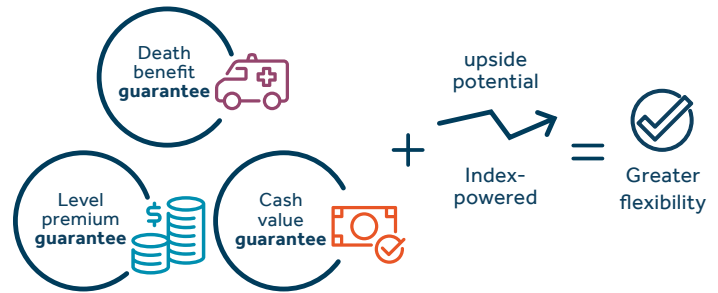 Death
benefit
guarantee
Level
premium
guarantee
$
Cash
value
guarantee
+
upside
potential
Index-
powered
=
Greater
flexibility